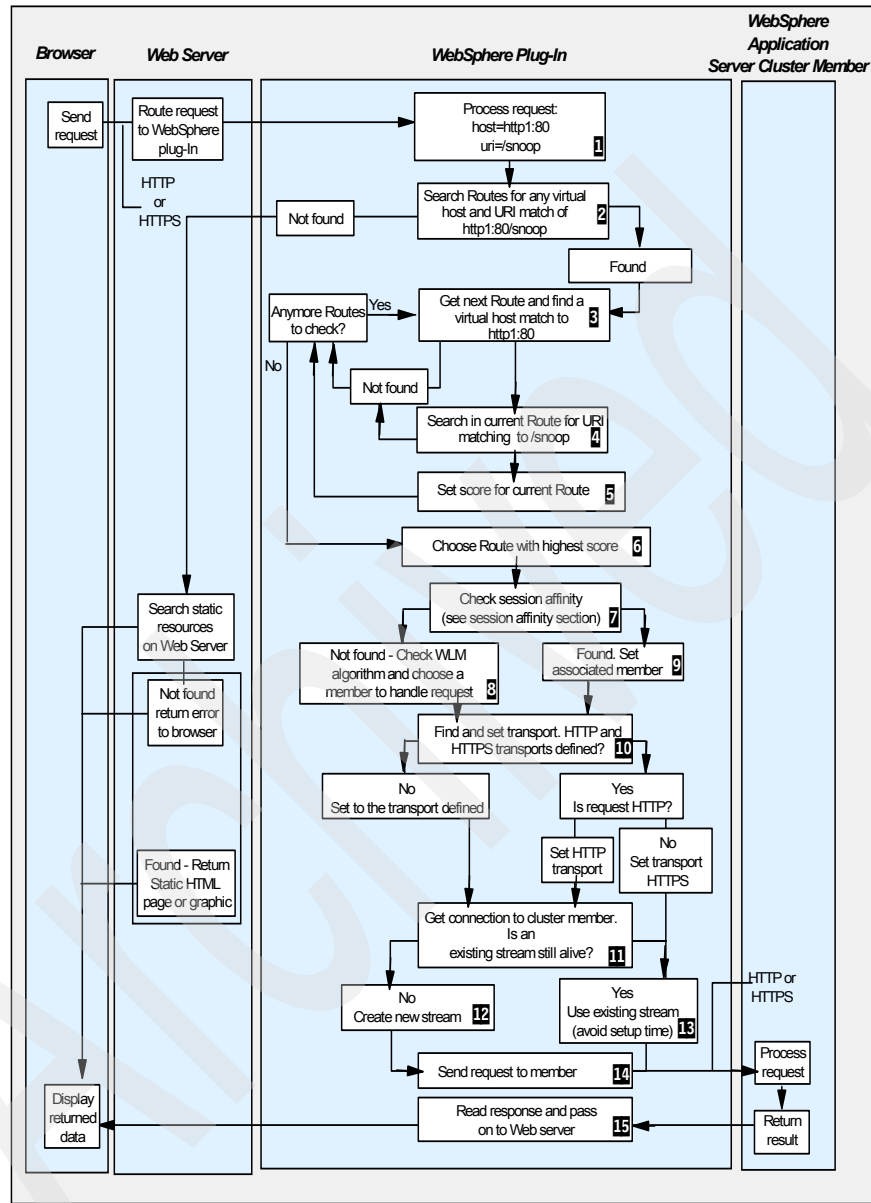 Browser
Web Server
WebSphere Plug-In
WebSphere
Application
Server Cluster Member
Send
request
Route request
to WebSphere
plug-In
HTTP
or
HTTPS
Process request:
host=http1:80
uri=/snoop
1
Search Routes for any virtual
host and URI match of
http1:80/snoop
2
Not found
Found
Anymore Routes
to check?
Yes
No
Get next Route and find a
virtual host match to
http1:80
3
Not found
Search in current Route for URI
matching to /snoop
4
Set score for current Route
5
Choose Route with highest score
6
Check session affinity
(see session affinity section)
7
Not found - Check WLM
algorithm and choose a
member to handle request
8
Found. Set
associated member
9
Find and set transport. HTTP and
HTTPS transports defined?
10
No
Set to the transport defined
Yes
Is request HTTP?
Set HTTP
transport
No
Set transport
HTTPS
Get connection to cluster member.
Is an
existing stream still alive?
11
No
Create new stream
12
Yes
Use existing stream
(avoid setup time)
13
HTTP or
HTTPS
Send request to member
14
Process
request
Return
result
Read response and pass
on to Web server
15
Search static
resources
on Web Server
Not found
return error
to browser
Found - Return
Static HTML
page or graphic
Display
returned
data
Archived